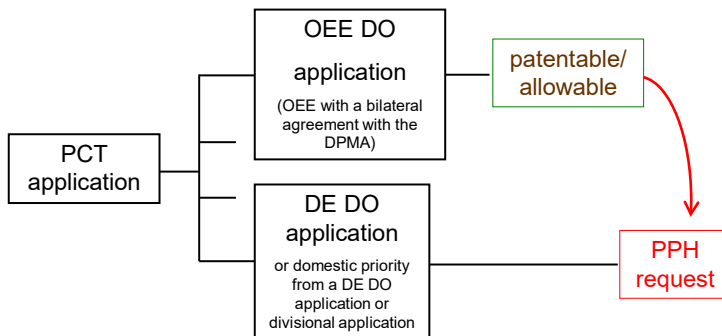 OEE DO
application
(OEE with a bilateral
agreement with the
DPMA)
patentable/
allowable
PCT
application
DE DO
application
or domestic priority
from a DE DO
application or
divisional application
PPH
request